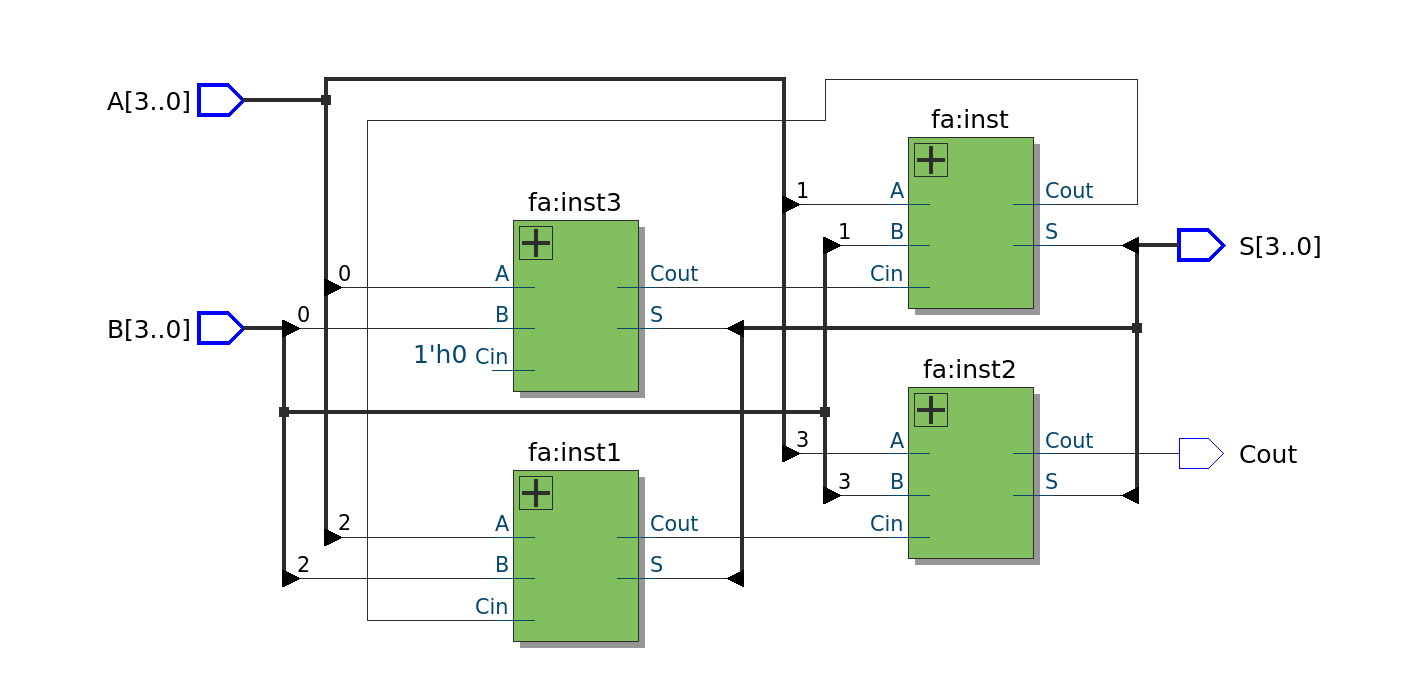 A[3..0]
fa:inst
1
A
Cout
fa:inst3
1
B
S
S[3..0]
0
A
Cout
Cin
B[3..0]
0
B
S
1'h0
Cin
fa:inst2
3
A
Cout
Cout
fa:inst1
3
B
S
2
A
Cout
Cin
2
B
S
Cin